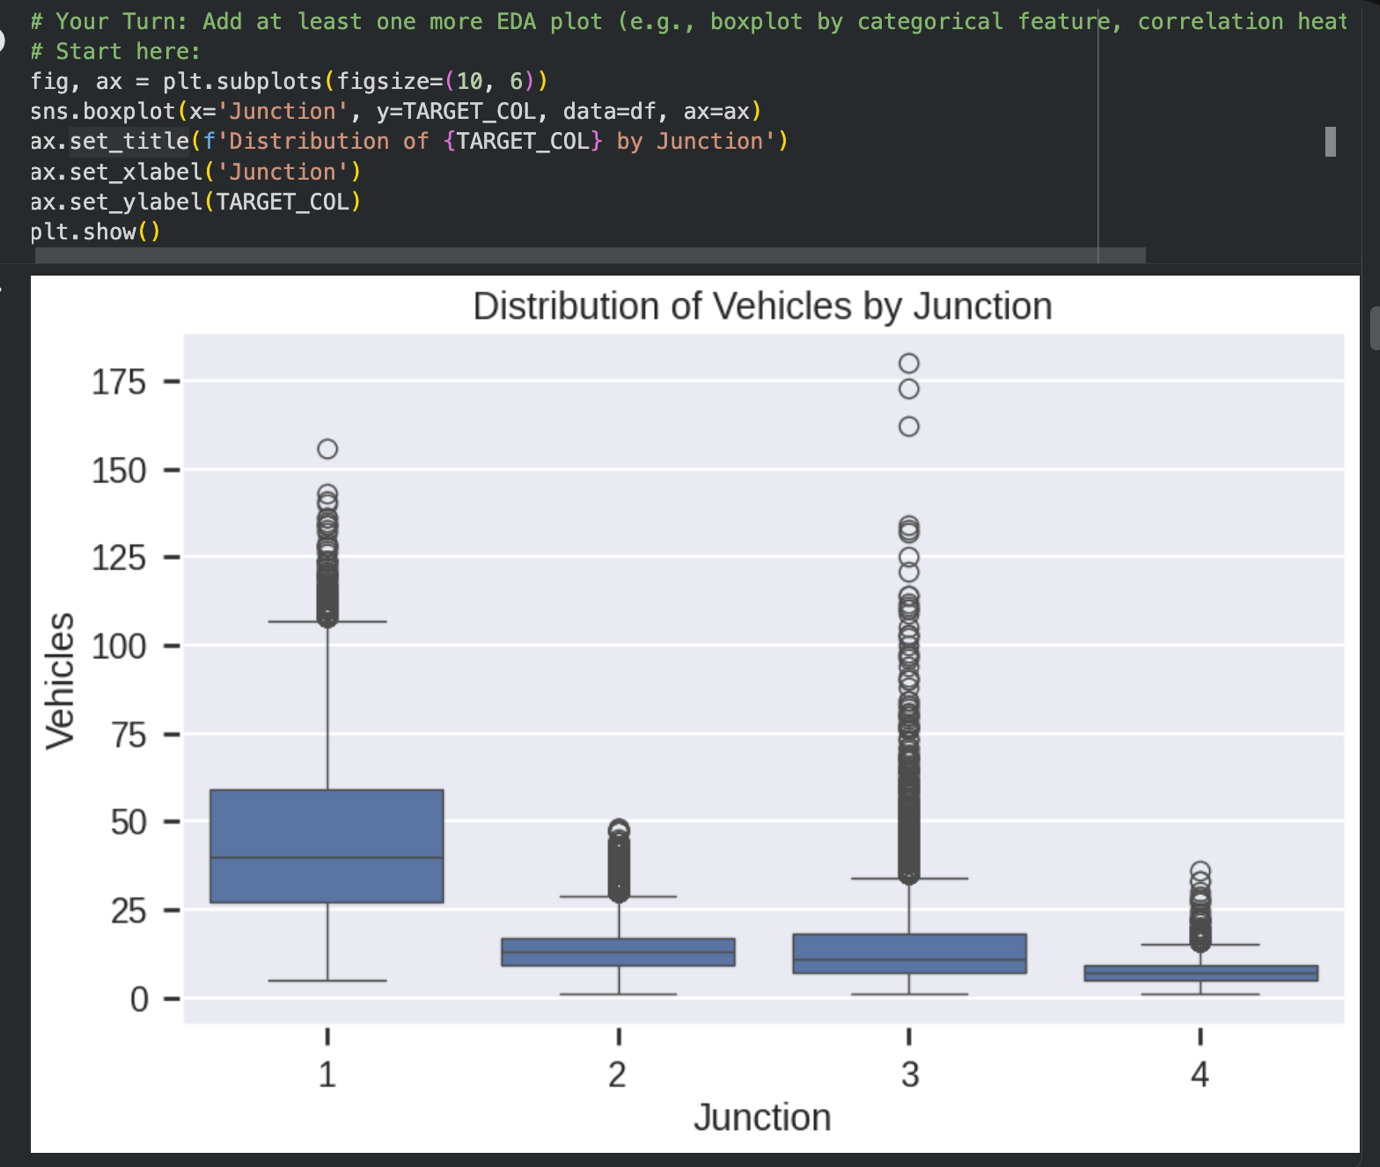 # Your Turn: Add at least one more EDA plot (e.g., boxplot by categorical feature, correlation heat
# Start here:
fig, ax = plt.subplots(figsize=(10, 6))
sns.boxplot(x='Junction', y=TARGET_COL, data=df, ax=ax)
ax.set_title(f'Distribution of {TARGET_COL} by Junction')
ax.set_xlabel('Junction')
ax.set_ylabel(TARGET_COL)
plt.show()
Distribution of Vehicles by Junction
175
150
125
100
75
50
25
0
Vehicles
1 2 3 4
Junction